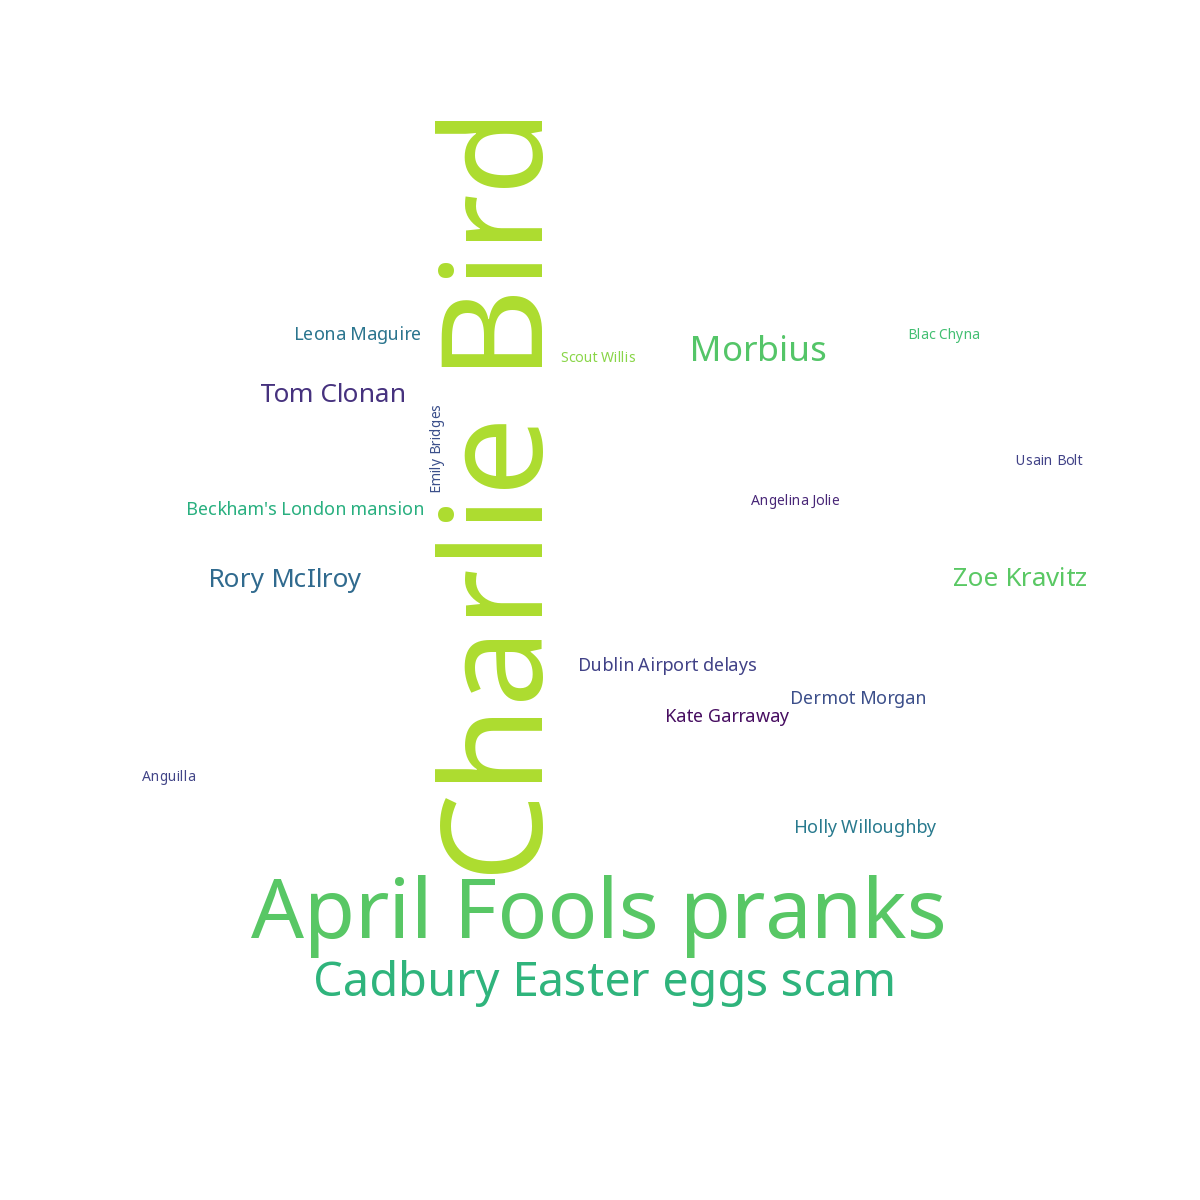 Charlie Bird
Leona Maguire
Scout Willis
Morbius
Blac Chyna
Tom Clonan
Emily Bridges
Usain Bolt
Angelina Jolie
Beckham's London mansion
Rory McIlroy
Zoe Kravitz
Dublin Airport delays
Dermot Morgan
Kate Garraway
Anguilla
Holly Willoughby
April Fools pranks
Cadbury Easter eggs scam